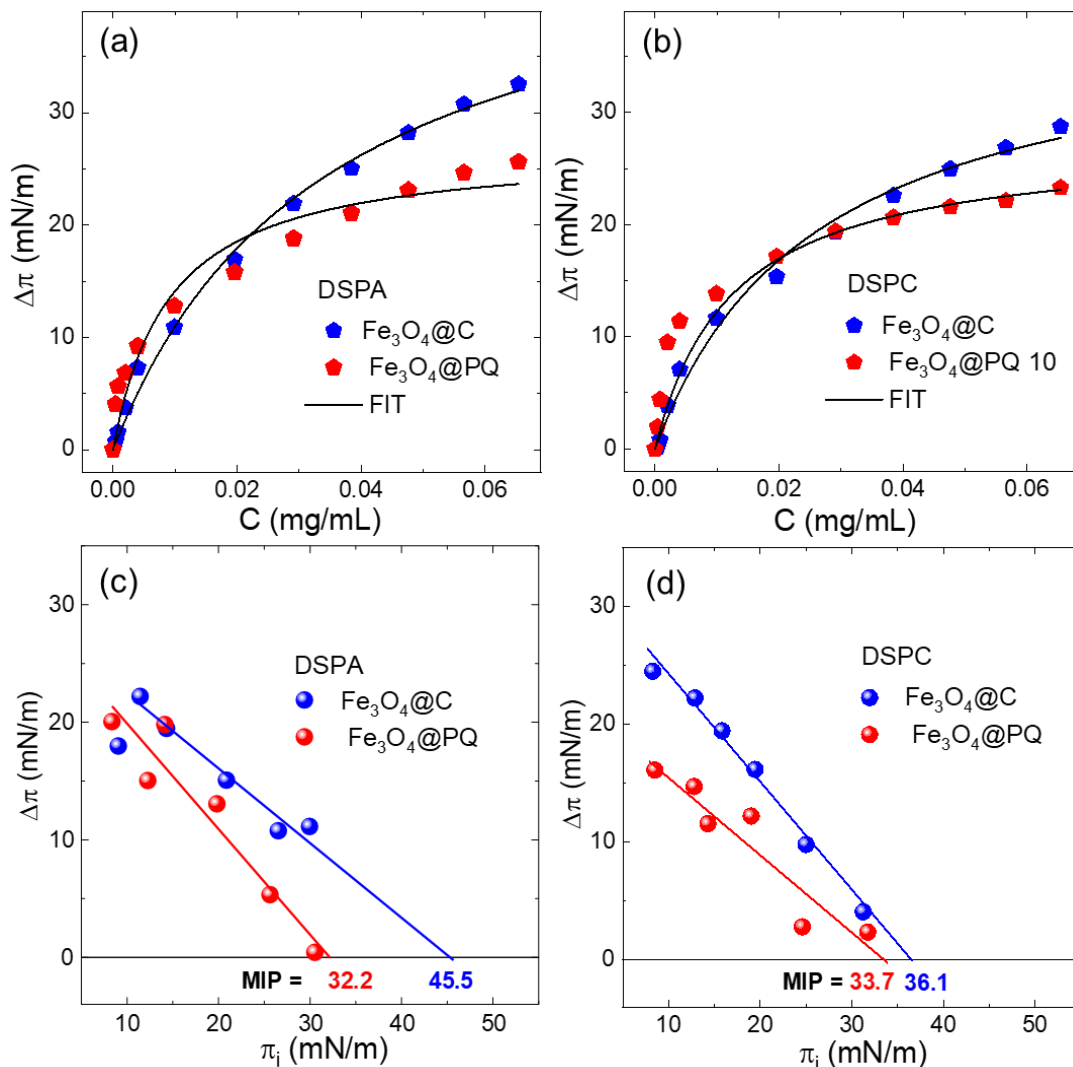 (a)
30
20
10
0
Δπ (mN/m)
DSPA
Fe₃O₄@C
Fe₃O₄@PQ
FIT
0.00 0.02 0.04 0.06
C (mg/mL)
(b)
30
20
10
0
Δπ (mN/m)
DSPC
Fe₃O₄@C
Fe₃O₄@PQ 10
FIT
0.00 0.02 0.04 0.06
C (mg/mL)
(c)
30
20
10
0
Δπ (mN/m)
DSPA
Fe₃O₄@C
Fe₃O₄@PQ
MIP = 32.2 45.5
10 20 30 40 50
πᵢ (mN/m)
(d)
30
20
10
0
Δπ (mN/m)
DSPC
Fe₃O₄@C
Fe₃O₄@PQ
MIP = 33.7 36.1
10 20 30 40 50
πᵢ (mN/m)